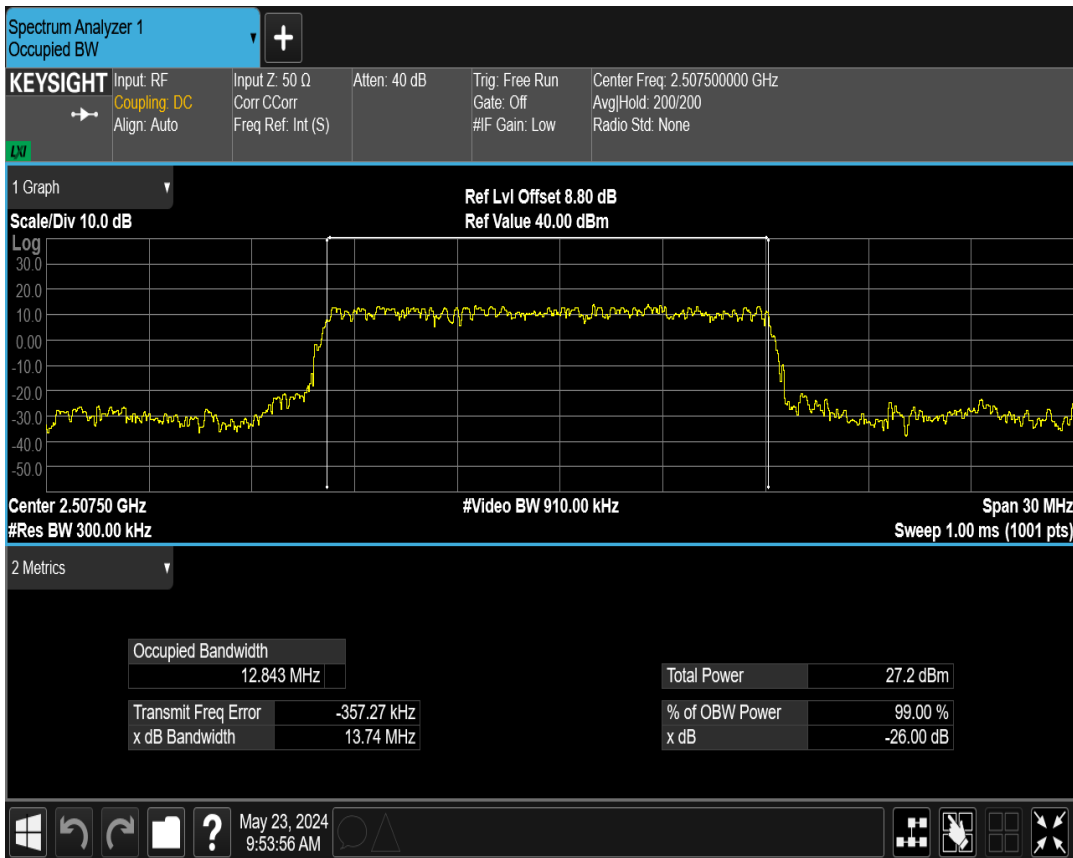 Spectrum Analyzer 1
Occupied BW
+
KEYSIGHT
LXI
Input: RF
Coupling: DC
Align: Auto
Input Z: 50 Ω
Corr CCorr
Freq Ref: Int (S)
Atten: 40 dB
Trig: Free Run
Gate: Off
#IF Gain: Low
Center Freq: 2.507500000 GHz
Avg|Hold: 200/200
Radio Std: None
1 Graph
Scale/Div 10.0 dB
Ref Lvl Offset 8.80 dB
Ref Value 40.00 dBm
Log
30.0
20.0
10.0
0.00
-10.0
-20.0
-30.0
-40.0
-50.0
Center 2.50750 GHz
#Video BW 910.00 kHz
Span 30 MHz
#Res BW 300.00 kHz
Sweep 1.00 ms (1001 pts)
2 Metrics
Occupied Bandwidth
12.843 MHz
Transmit Freq Error -357.27 kHz
x dB Bandwidth 13.74 MHz
Total Power 27.2 dBm
% of OBW Power 99.00 %
x dB -26.00 dB
?
May 23, 2024
9:53:56 AM